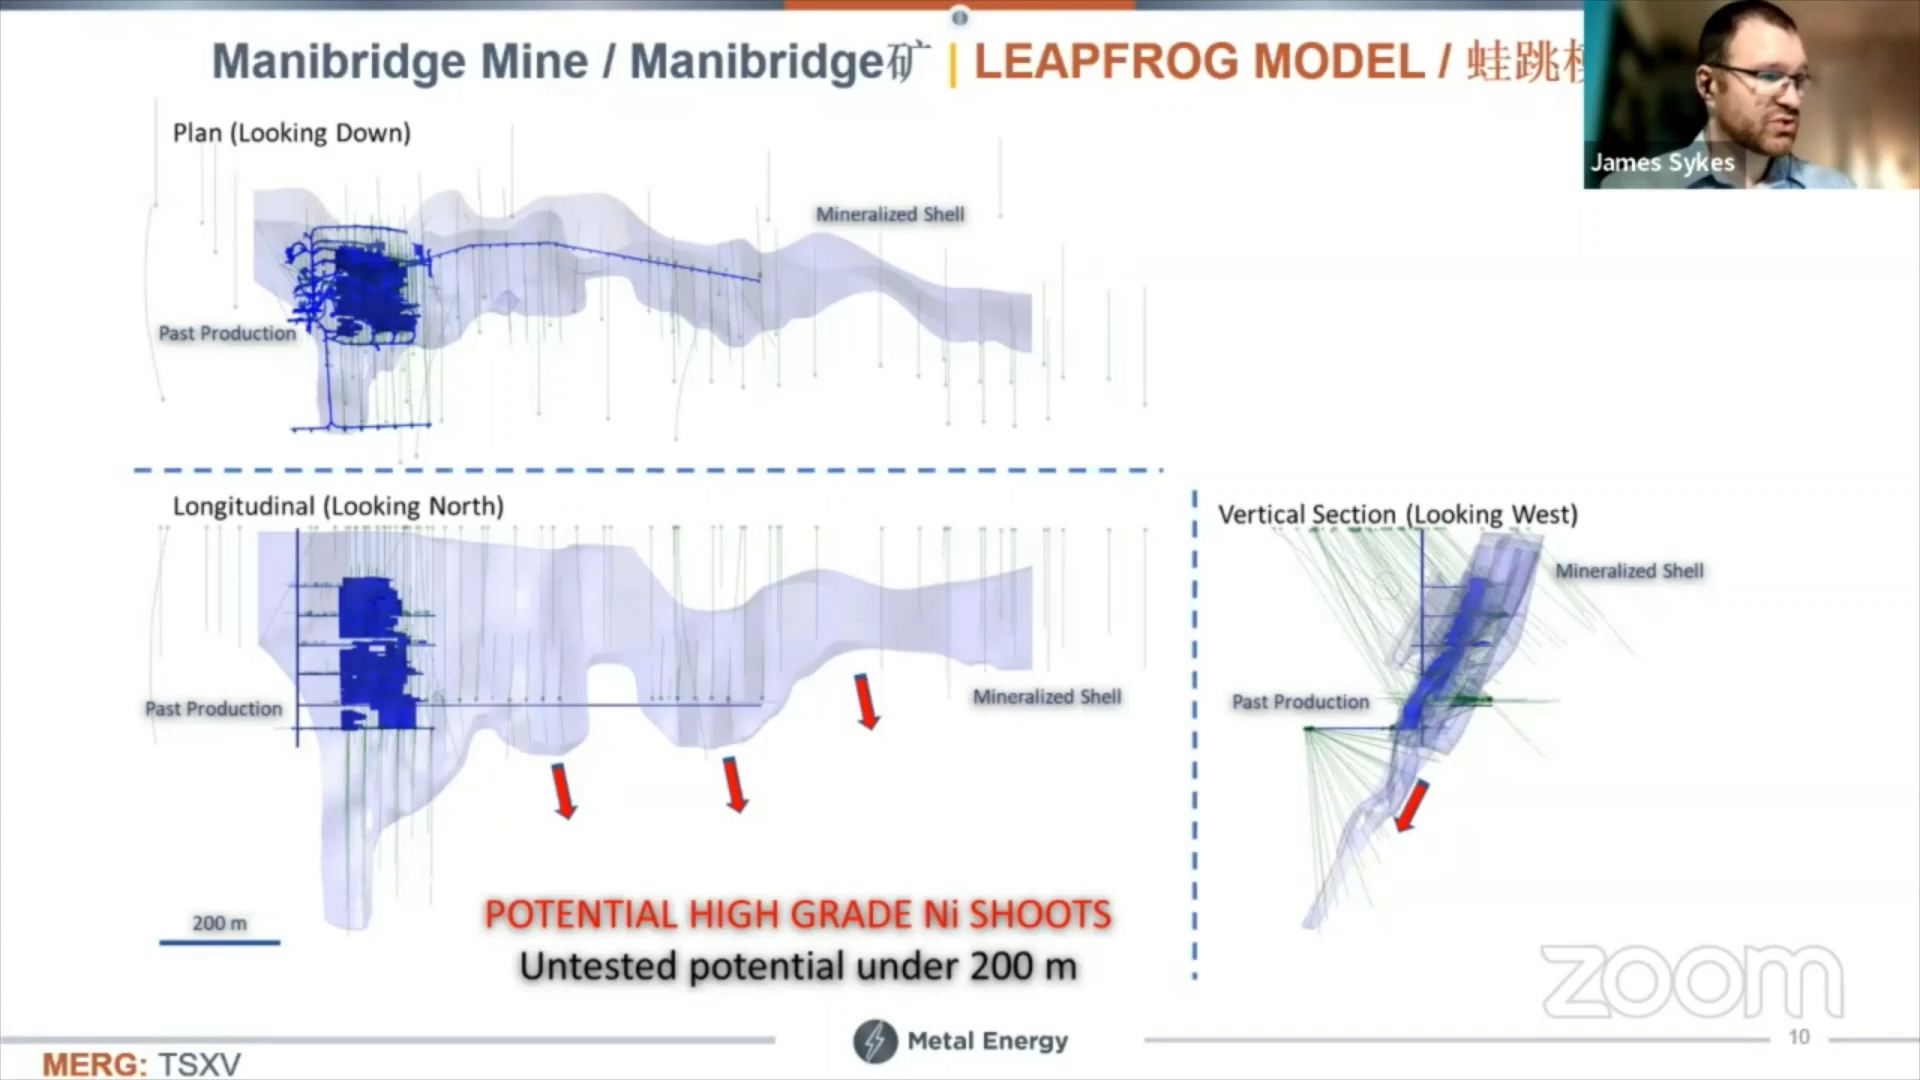 Manibridge Mine / Manibridge矿 | LEAPFROG MODEL / 蛙跳
James Sykes
Plan (Looking Down)
Mineralized Shell
Past Production
Longitudinal (Looking North)
Past Production
Mineralized Shell
200 m
POTENTIAL HIGH GRADE Ni SHOOTS
Untested potential under 200 m
Vertical Section (Looking West)
Mineralized Shell
Past Production
zoom
Metal Energy
10
MERG: TSXV